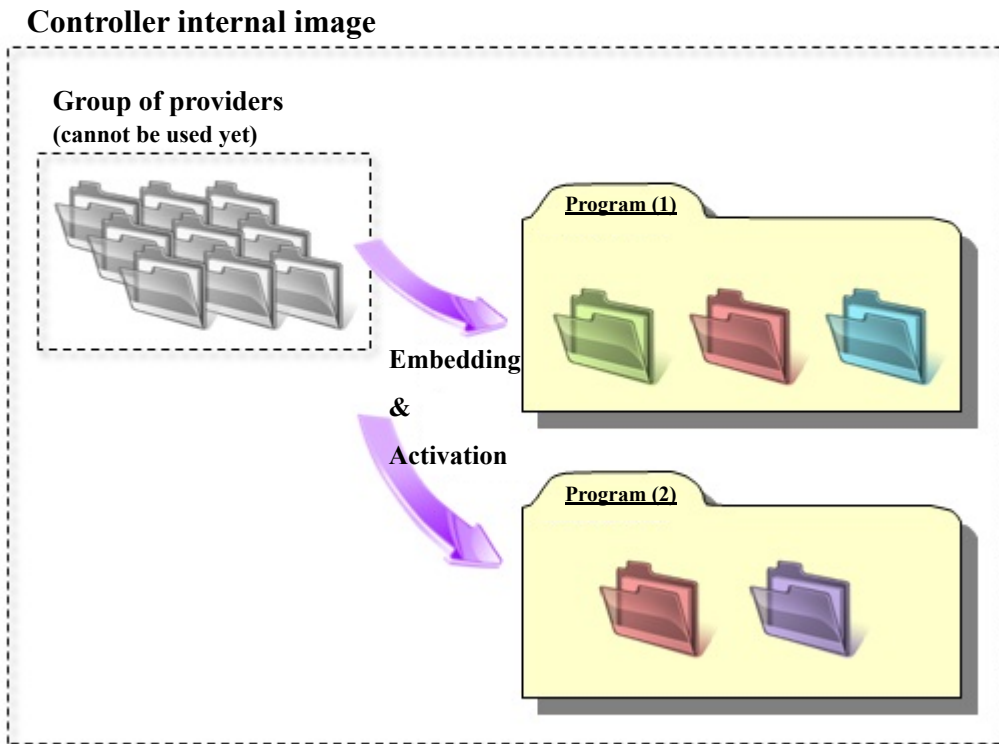 Controller internal image
Group of providers
(cannot be used yet)
Program (1)
Embedding
&
Activation
Program (2)